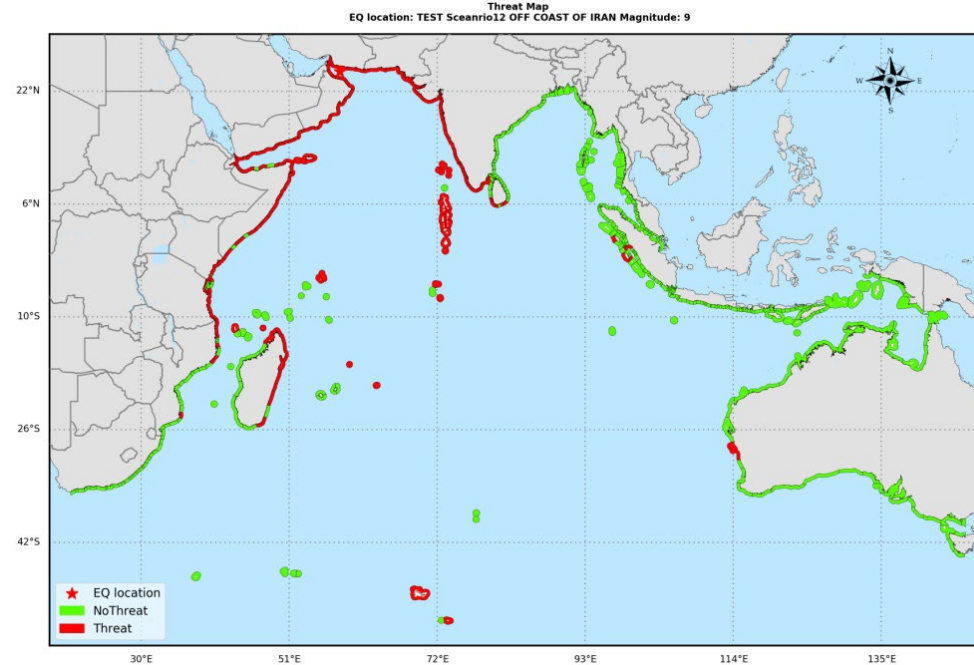 Threat Map
EQ location: TEST Sceanrio12 OFF COAST OF IRAN Magnitude: 9
N
W E
S
22°N
6°N
10°S
26°S
42°S
EQ location
NoThreat
Threat
30°E 51°E 72°E 93°E 114°E 135°E